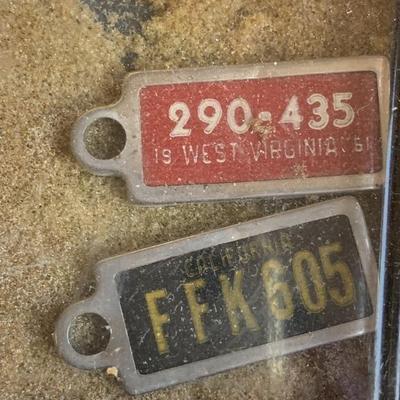 290-435
19 WEST VIRGINIA 61
CALIFORNIA
FFK605